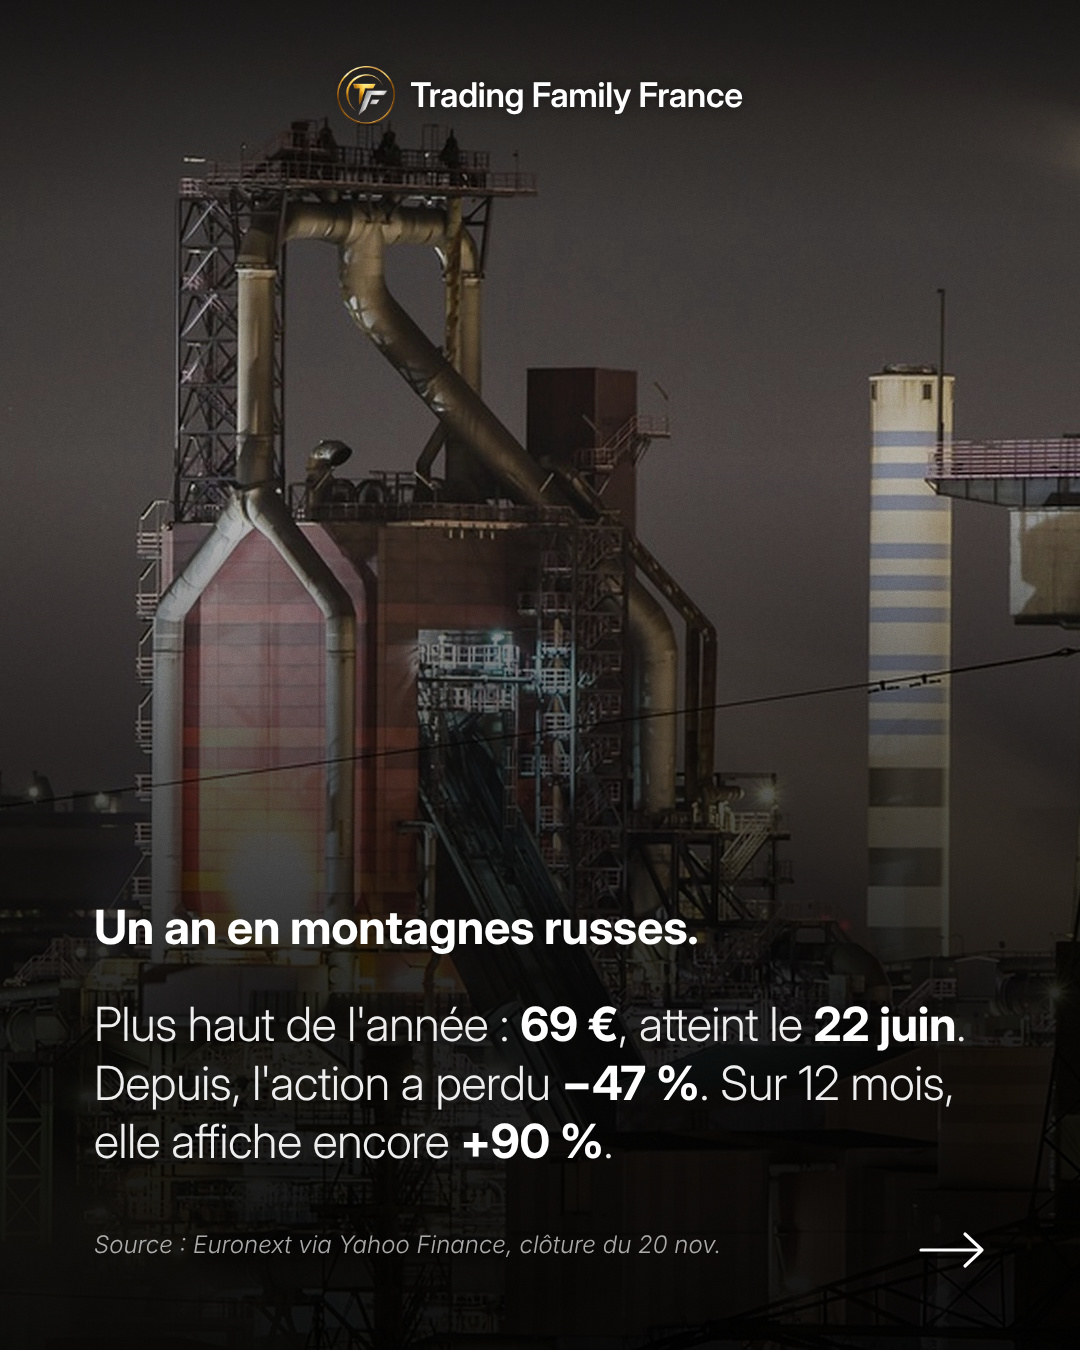 TF
Trading Family France
Un an en montagnes russes.
Plus haut de l'année : 69 €, atteint le 22 juin.
Depuis, l'action a perdu −47 %. Sur 12 mois,
elle affiche encore +90 %.
Source : Euronext via Yahoo Finance, clôture du 20 nov.